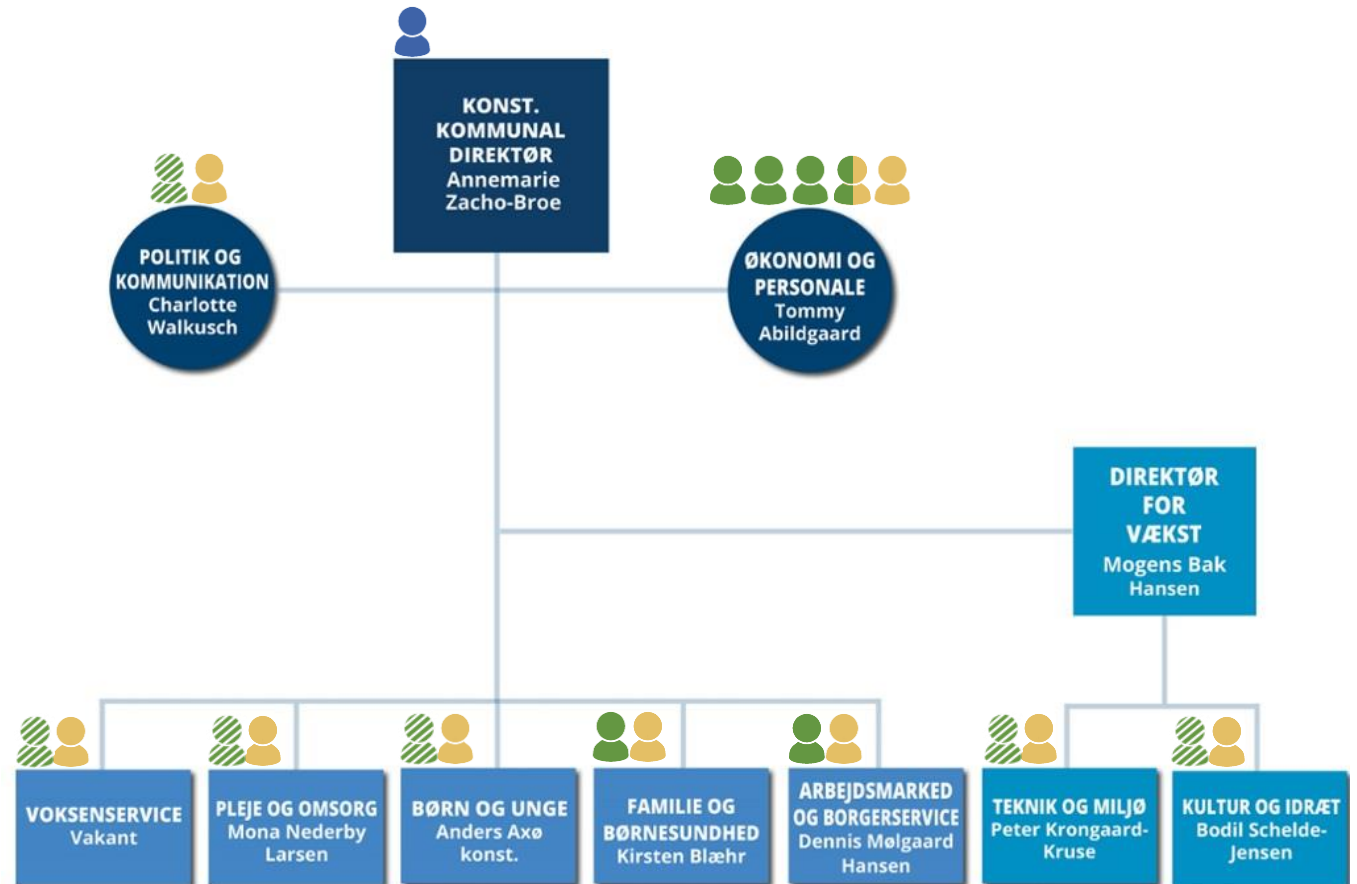 KONST.
KOMMUNAL
DIREKTØR
Annemarie
Zacho-Broe
POLITIK OG
KOMMUNIKATION
Charlotte
Walkusch
ØKONOMI OG
PERSONALE
Tommy
Abildgaard
DIREKTØR
FOR
VÆKST
Mogens Bak
Hansen
VOKSENSERVICE
Vakant
PLEJE OG OMSORG
Mona Nederby
Larsen
BØRN OG UNGE
Anders Axø
konst.
FAMILIE OG
BØRNESUNDHED
Kirsten Blæhr
ARBEJDSMARKED
OG BORGERSERVICE
Dennis Mølgaard
Hansen
TEKNIK OG MILJØ
Peter Krongaard-
Kruse
KULTUR OG IDRÆT
Bodil Schelde-
Jensen